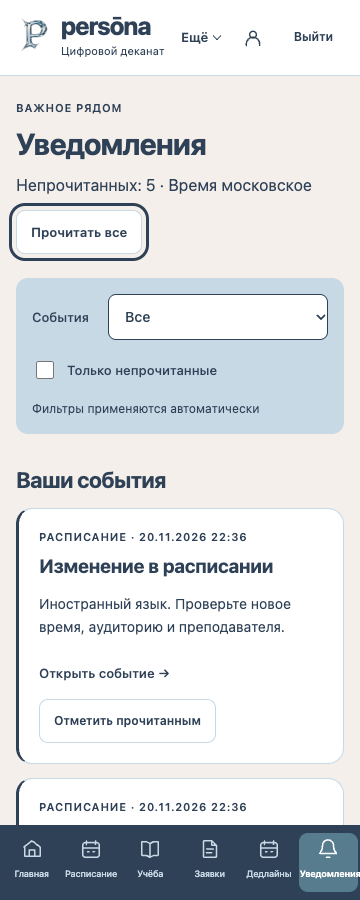 persōna
Цифровой деканат
Ещё
Выйти
ВАЖНОЕ РЯДОМ
Уведомления
Непрочитанных: 5 · Время московское
Прочитать все
События
Все
Только непрочитанные
Фильтры применяются автоматически
Ваши события
РАСПИСАНИЕ · 20.11.2026 22:36
Изменение в расписании
Иностранный язык. Проверьте новое
время, аудиторию и преподавателя.
Открыть событие →
Отметить прочитанным
РАСПИСАНИЕ · 20.11.2026 22:36
Главная
Расписание
Учёба
Заявки
Дедлайны
Уведомления